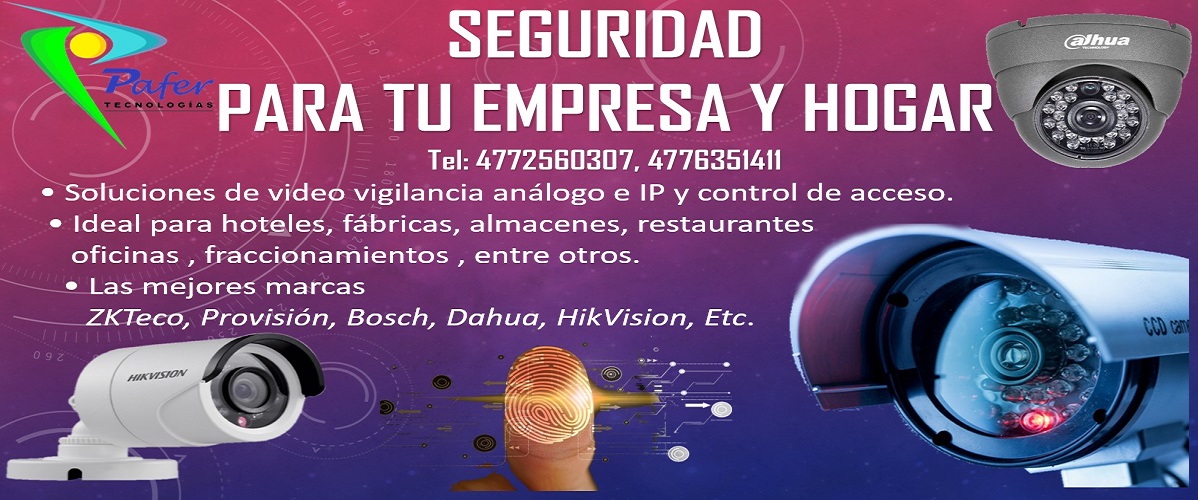 Pafer
TECNOLOGÍAS
SEGURIDAD
PARA TU EMPRESA Y HOGAR
Tel: 4772560307, 4776351411
• Soluciones de video vigilancia análogo e IP y control de acceso.
• Ideal para hoteles, fábricas, almacenes, restaurantes
oficinas , fraccionamientos , entre otros.
• Las mejores marcas
ZKTeco, Provisión, Bosch, Dahua, HikVision, Etc.
alhua
TECHNOLOGY
HIKVISION
CCD came